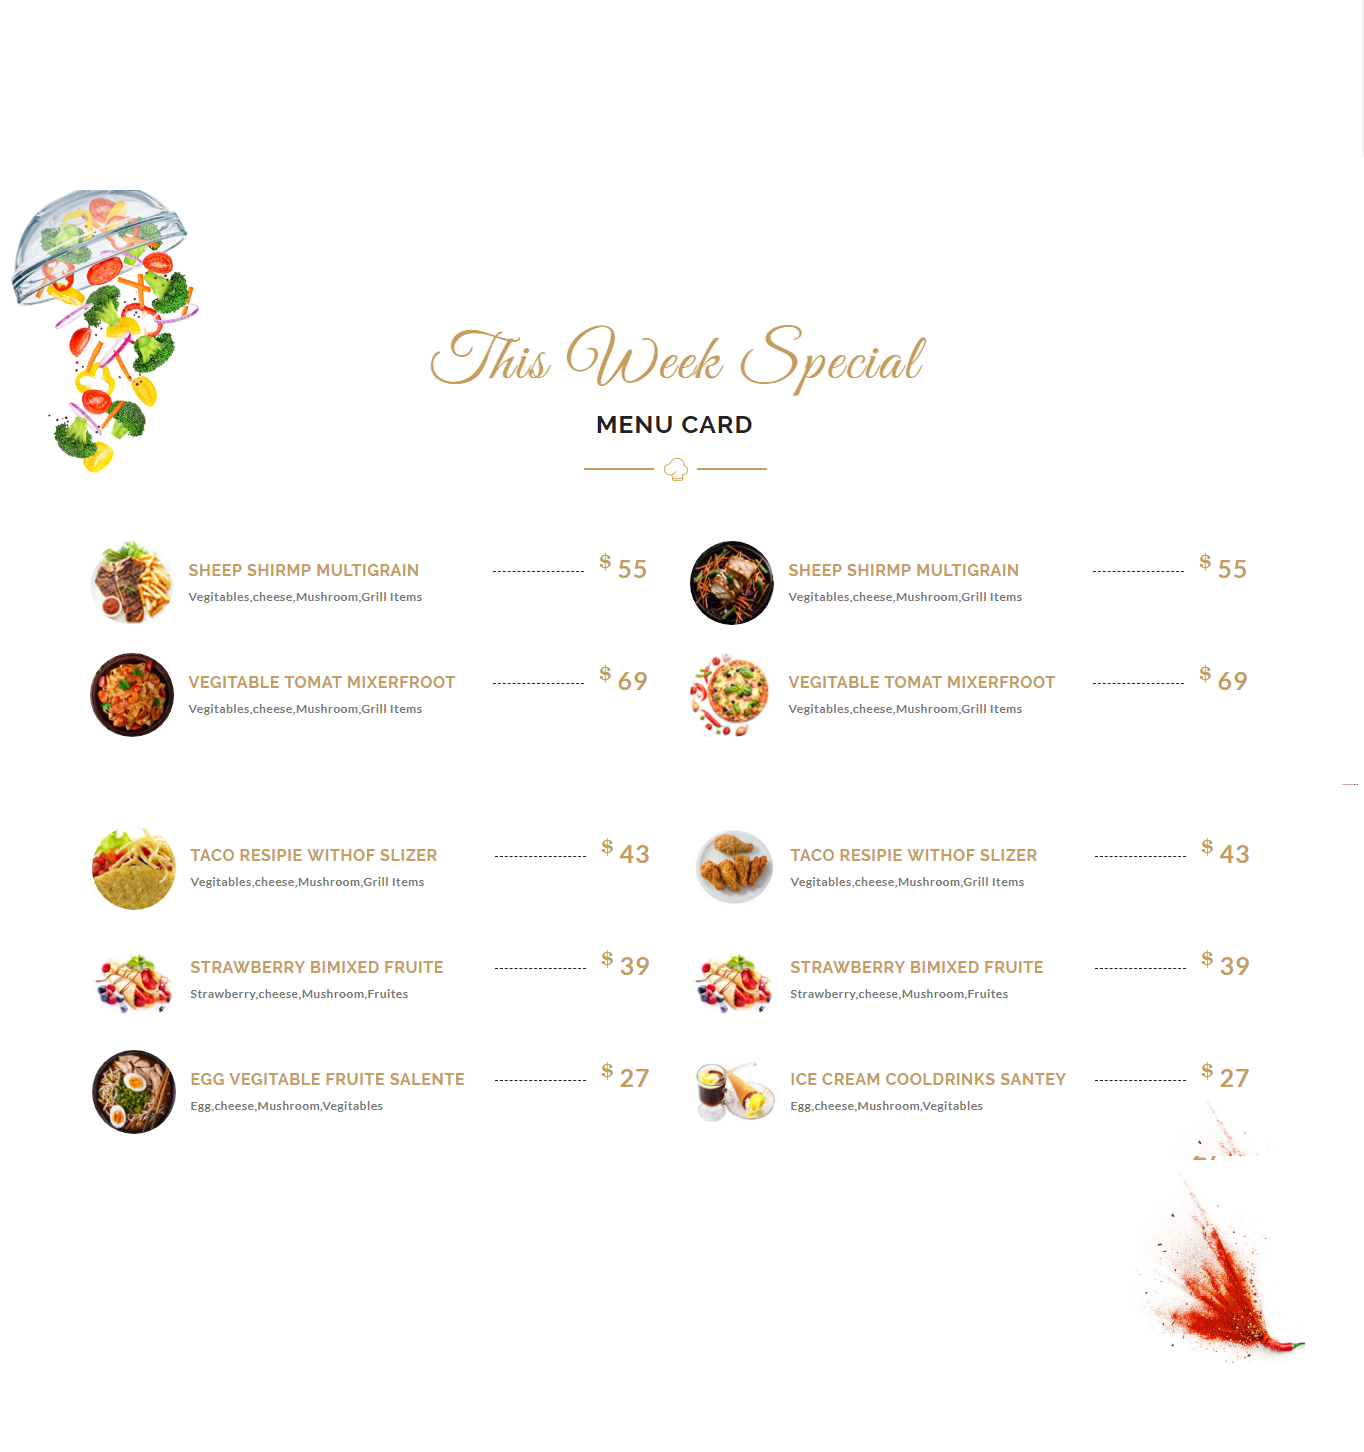 This Week Special
MENU CARD
SHEEP SHIRMP MULTIGRAIN $ 55
Vegitables,cheese,Mushroom,Grill Items
VEGITABLE TOMAT MIXERFROOT $ 69
Vegitables,cheese,Mushroom,Grill Items
TACO RESIPIE WITHOF SLIZER $ 43
Vegitables,cheese,Mushroom,Grill Items
STRAWBERRY BIMIXED FRUITE $ 39
Strawberry,cheese,Mushroom,Fruites
EGG VEGITABLE FRUITE SALENTE $ 27
Egg,cheese,Mushroom,Vegitables
SHEEP SHIRMP MULTIGRAIN $ 55
Vegitables,cheese,Mushroom,Grill Items
VEGITABLE TOMAT MIXERFROOT $ 69
Vegitables,cheese,Mushroom,Grill Items
TACO RESIPIE WITHOF SLIZER $ 43
Vegitables,cheese,Mushroom,Grill Items
STRAWBERRY BIMIXED FRUITE $ 39
Strawberry,cheese,Mushroom,Fruites
ICE CREAM COOLDRINKS SANTEY $ 27
Egg,cheese,Mushroom,Vegitables